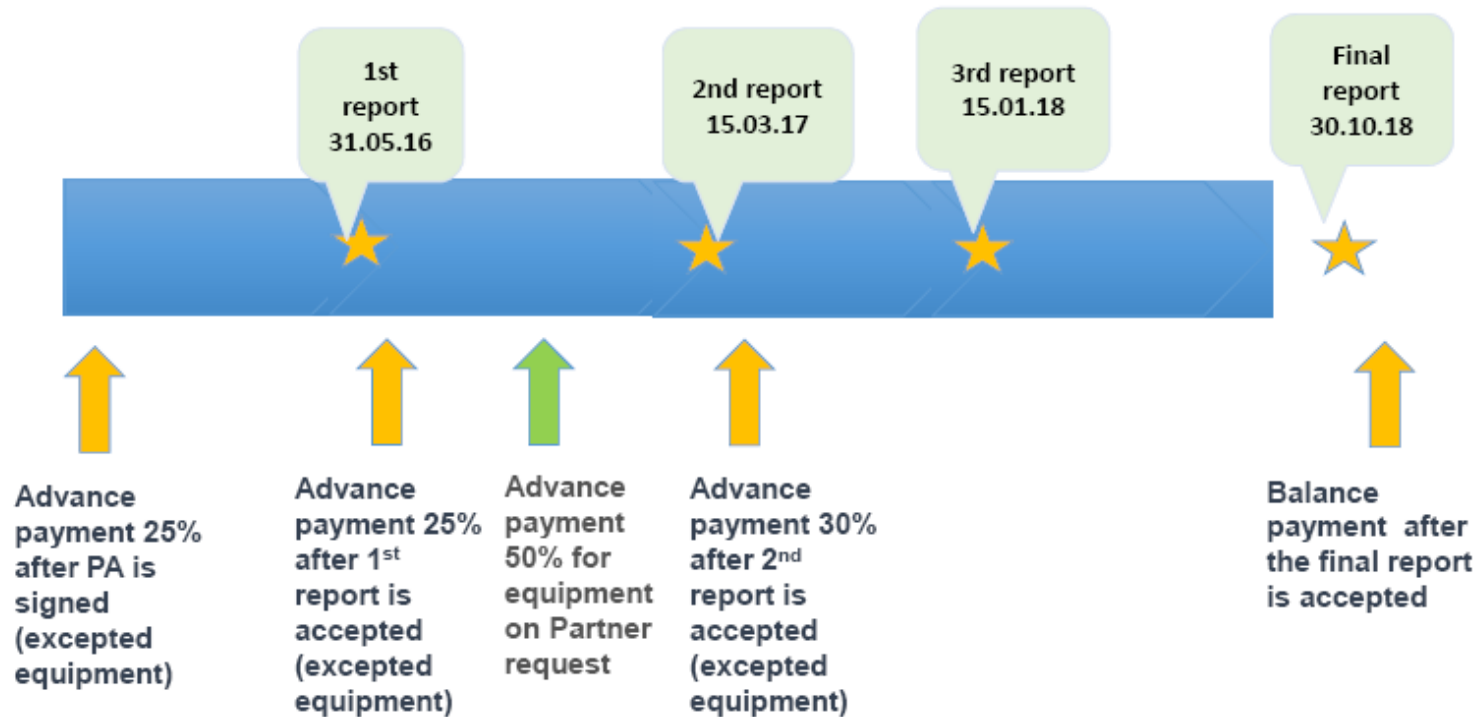 1st
report
31.05.16
2nd report
15.03.17
3rd report
15.01.18
Final
report
30.10.18
Advance
payment 25%
after PA is
signed
(excepted
equipment)
Advance
payment 25%
after 1st
report is
accepted
(excepted
equipment)
Advance
payment
50% for
equipment
on Partner
request
Advance
payment 30%
after 2nd
report is
accepted
(excepted
equipment)
Balance
payment after
the final report
is accepted